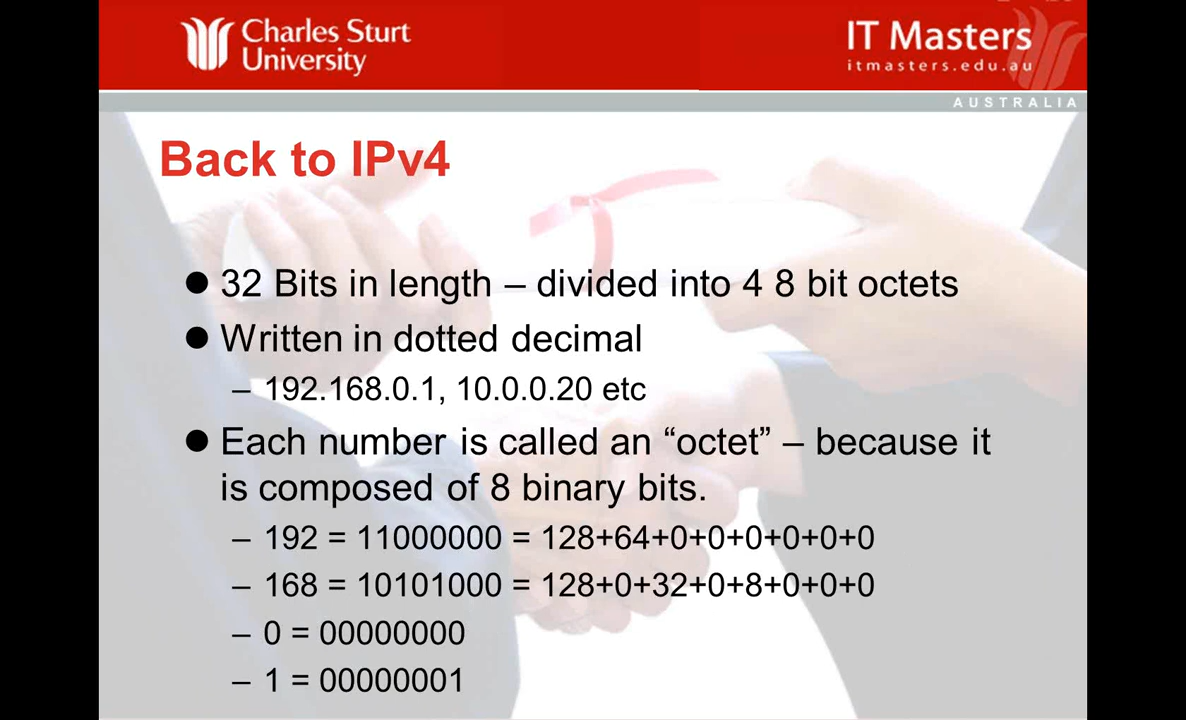 Charles Sturt
University
IT Masters
itmasters.edu.au
AUSTRALIA
Back to IPv4
● 32 Bits in length – divided into 4 8 bit octets
● Written in dotted decimal
– 192.168.0.1, 10.0.0.20 etc
● Each number is called an “octet” – because it
is composed of 8 binary bits.
– 192 = 11000000 = 128+64+0+0+0+0+0+0
– 168 = 10101000 = 128+0+32+0+8+0+0+0
– 0 = 00000000
– 1 = 00000001